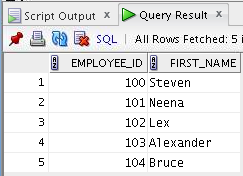 Script Output × Query Result ×
SQL | All Rows Fetched: 5 i
EMPLOYEE_ID FIRST_NAME
1 100 Steven
2 101 Neena
3 102 Lex
4 103 Alexander
5 104 Bruce